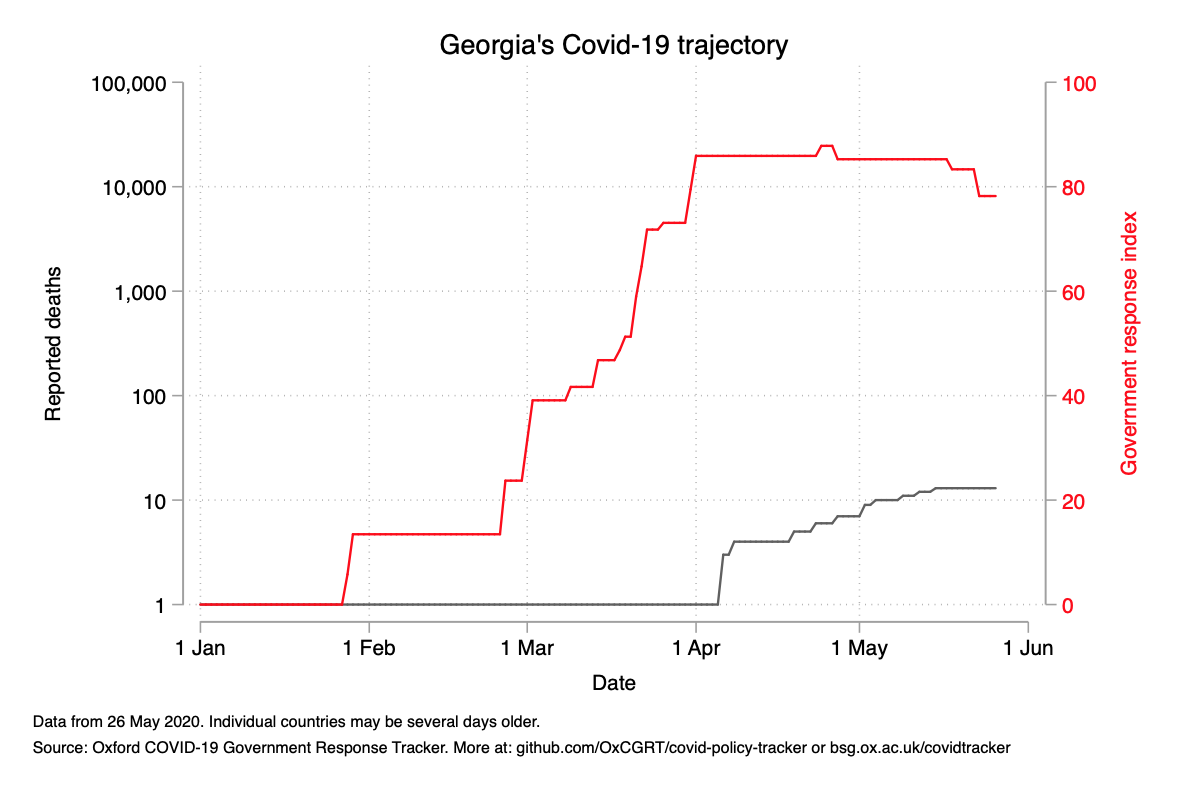 Georgia's Covid-19 trajectory
100,000
10,000
1,000
100
10
1
Reported deaths
100
80
60
40
20
0
Government response index
1 Jan
1 Feb
1 Mar
1 Apr
1 May
1 Jun
Date
Data from 26 May 2020. Individual countries may be several days older.
Source: Oxford COVID-19 Government Response Tracker. More at: github.com/OxCGRT/covid-policy-tracker or bsg.ox.ac.uk/covidtracker